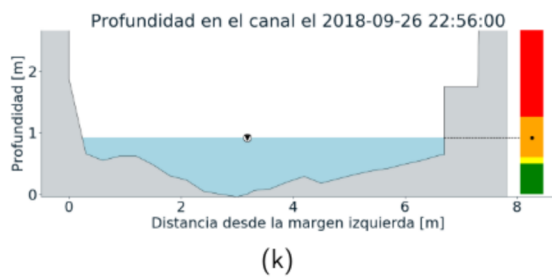 Profundidad en el canal el 2018-09-26 22:56:00
Profundidad [m]
2
1
0
0 2 4 6 8
Distancia desde la margen izquierda [m]
(k)